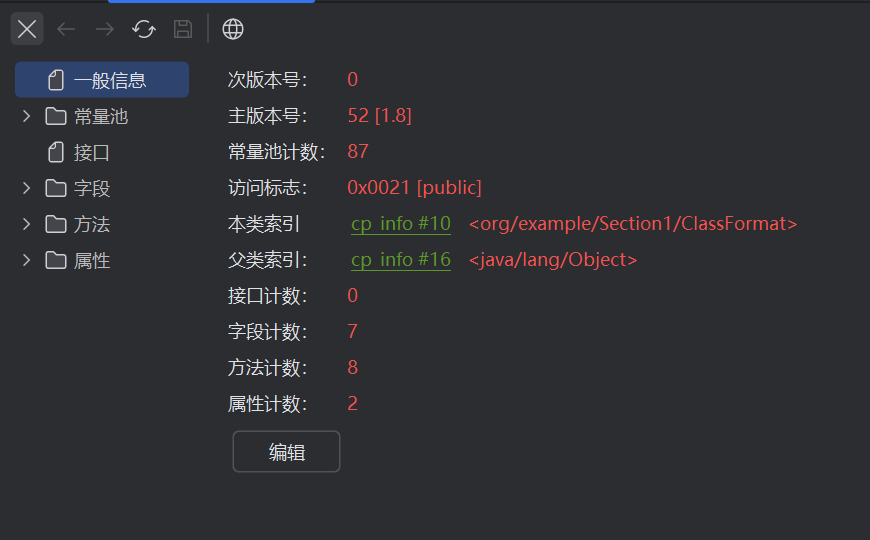 一般信息
常量池
接口
字段
方法
属性
次版本号： 0
主版本号： 52 [1.8]
常量池计数： 87
访问标志： 0x0021 [public]
本类索引 cp_info #10 <org/example/Section1/ClassFormat>
父类索引： cp_info #16 <java/lang/Object>
接口计数： 0
字段计数： 7
方法计数： 8
属性计数： 2
编辑